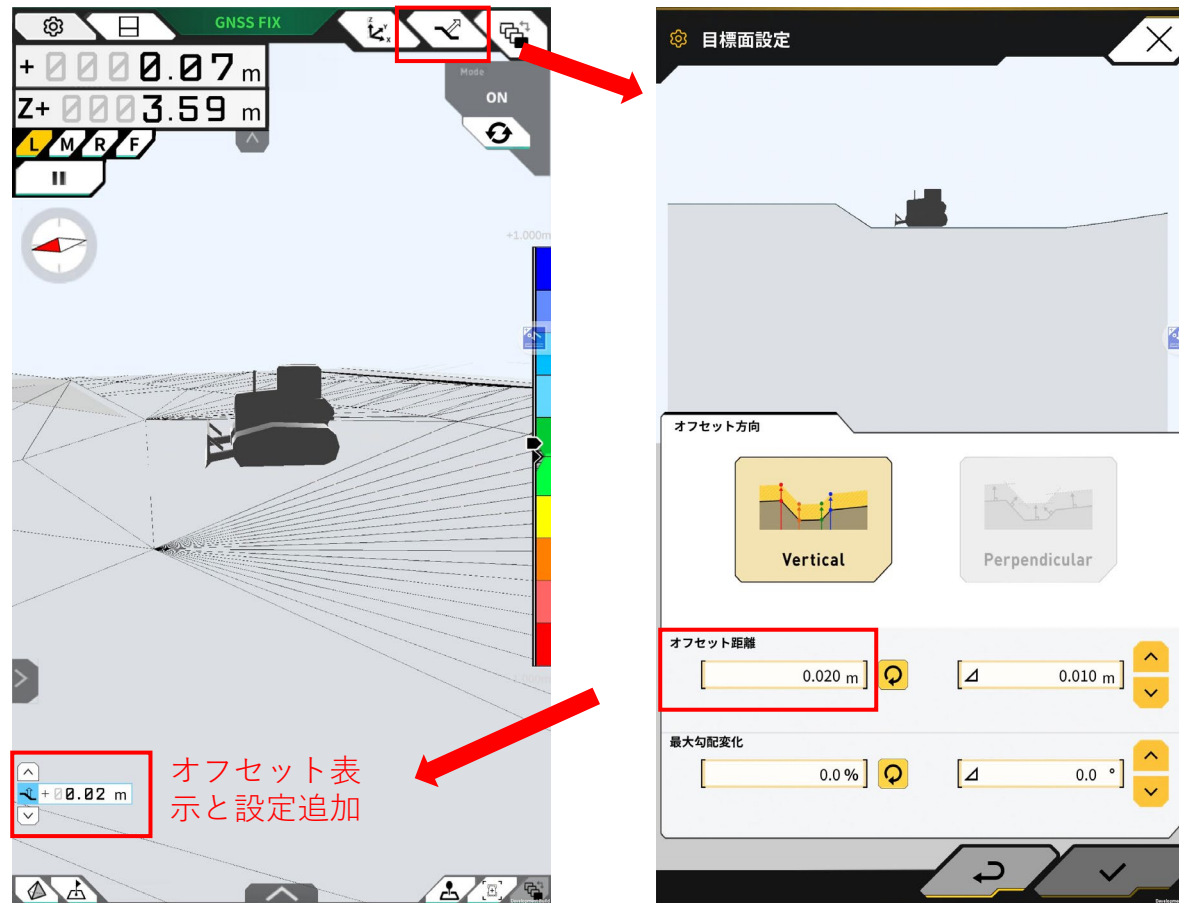 GNSS FIX
Z
Y
X
+ 0000.07 m
Z+ 0003.59 m
Mode
ON
L M R F
+1.000m
+00.02 m
オフセット表
示と設定追加
目標面設定
オフセット方向
Vertical
Perpendicular
オフセット距離
0.020 m
0.010 m
最大勾配変化
0.0 %
0.0 °